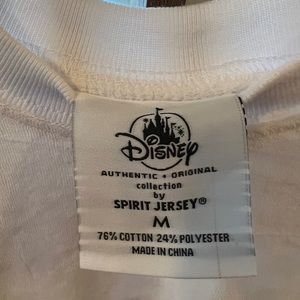 Disney
AUTHENTIC • ORIGINAL
collection
by
SPIRIT JERSEY®
M
76% COTTON 24% POLYESTER
MADE IN CHINA